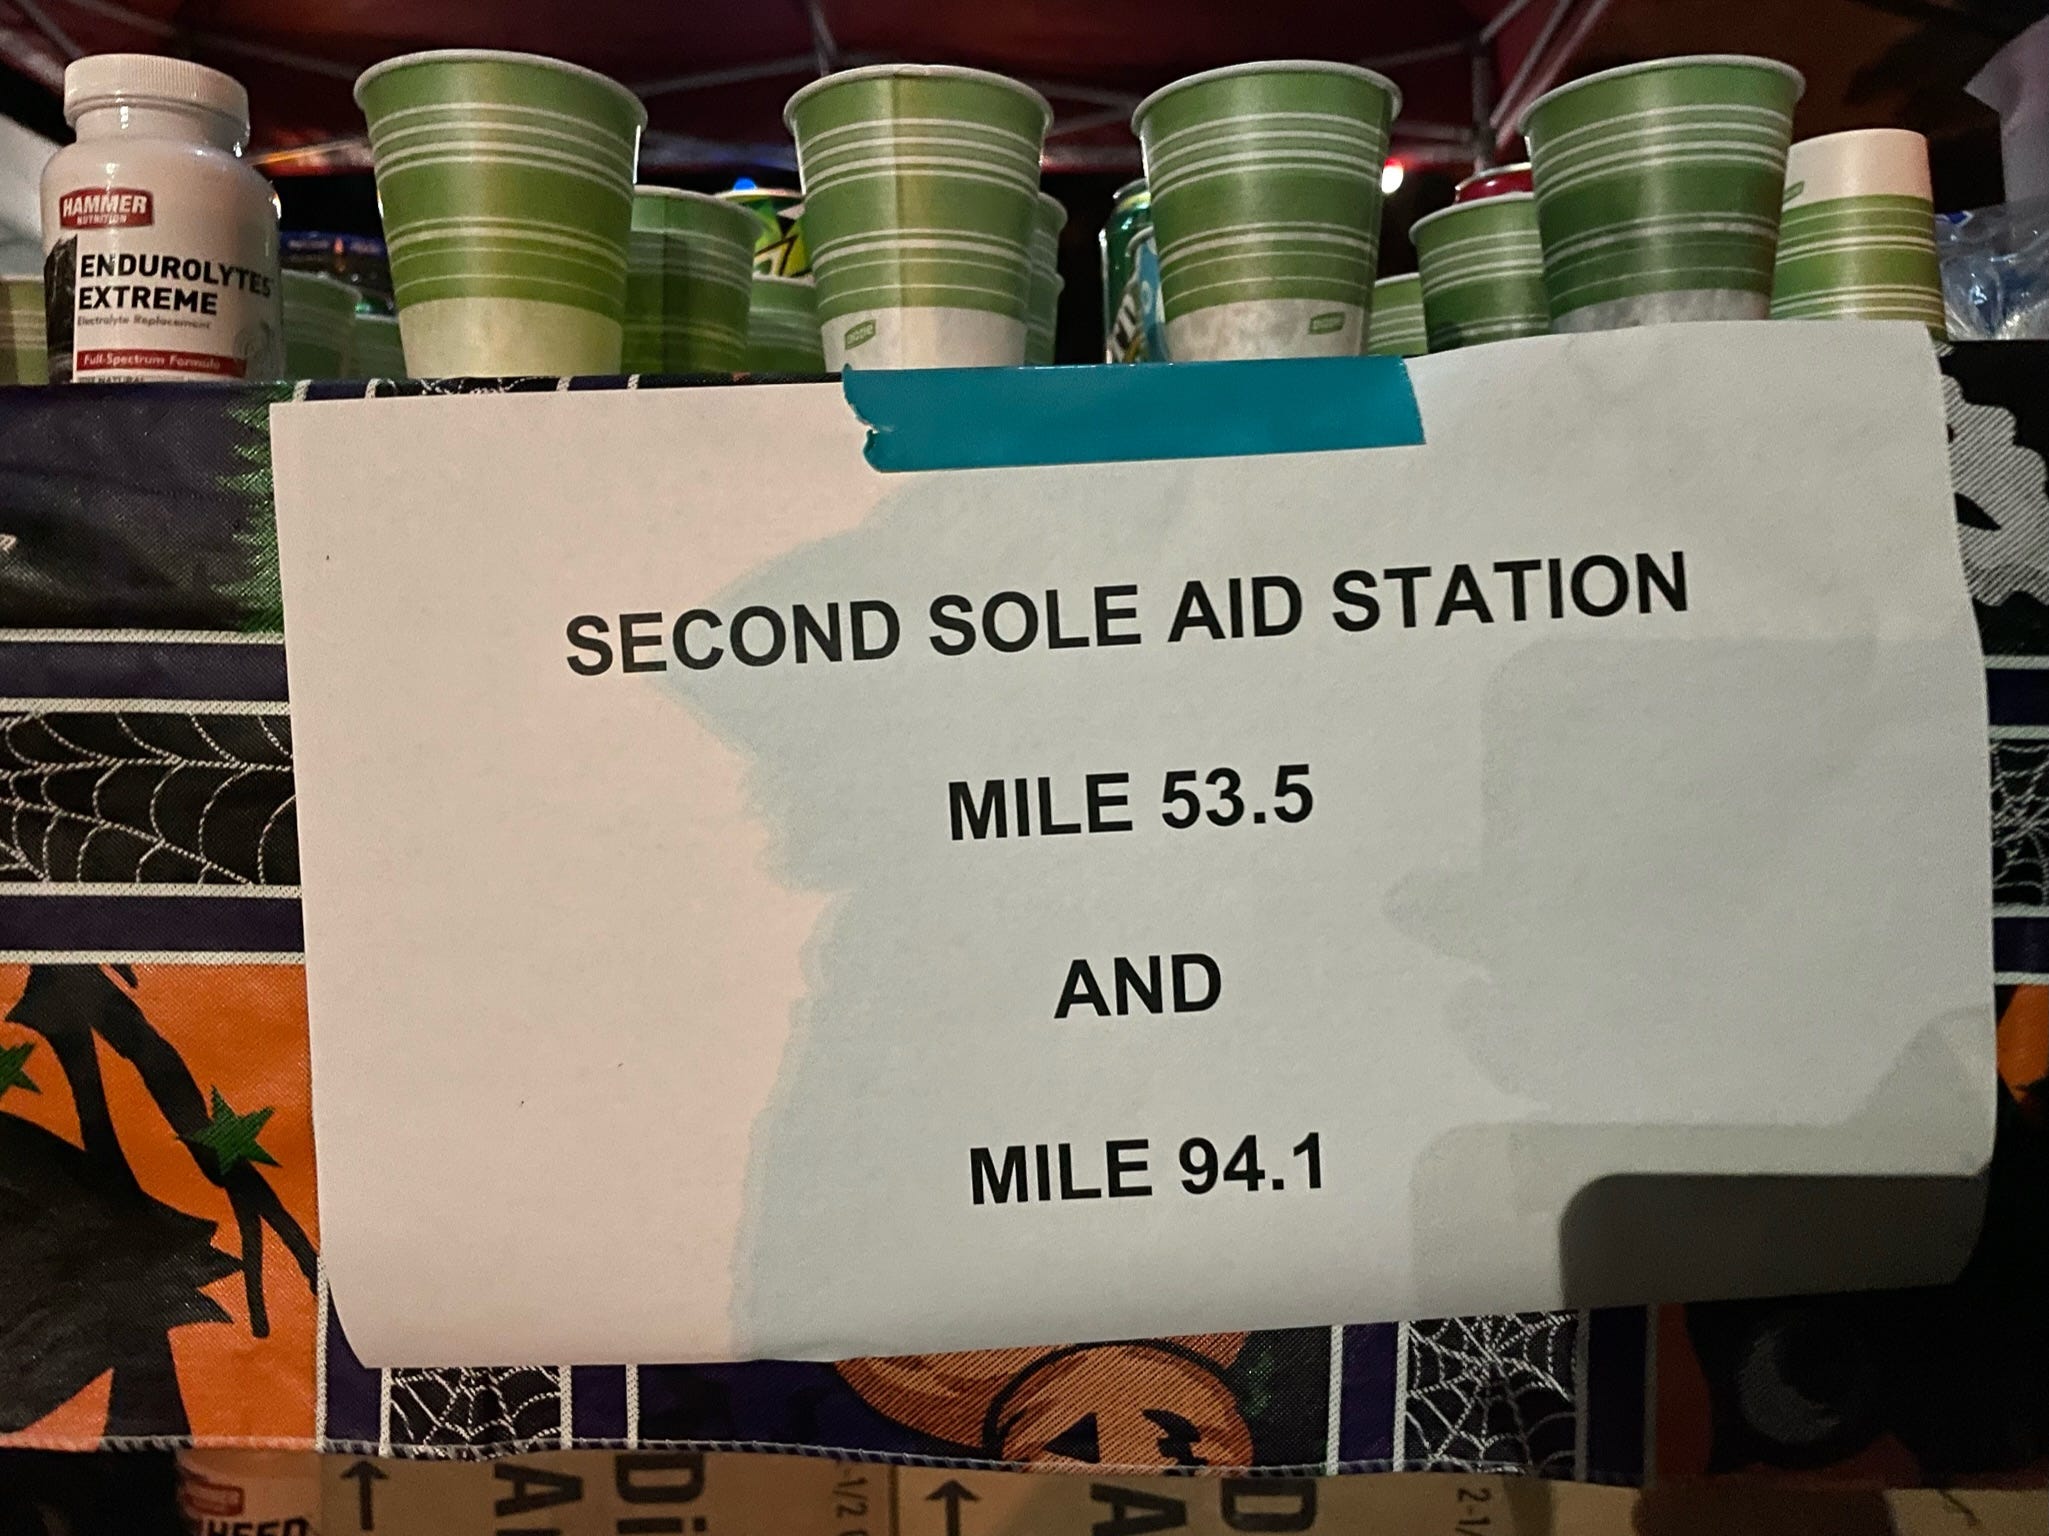 HAMMER
NUTRITION
ENDUROLYTES
EXTREME
Electrolyte Replacement
Full-Spectrum Formula
SECOND SOLE AID STATION
MILE 53.5
AND
MILE 94.1
HEED